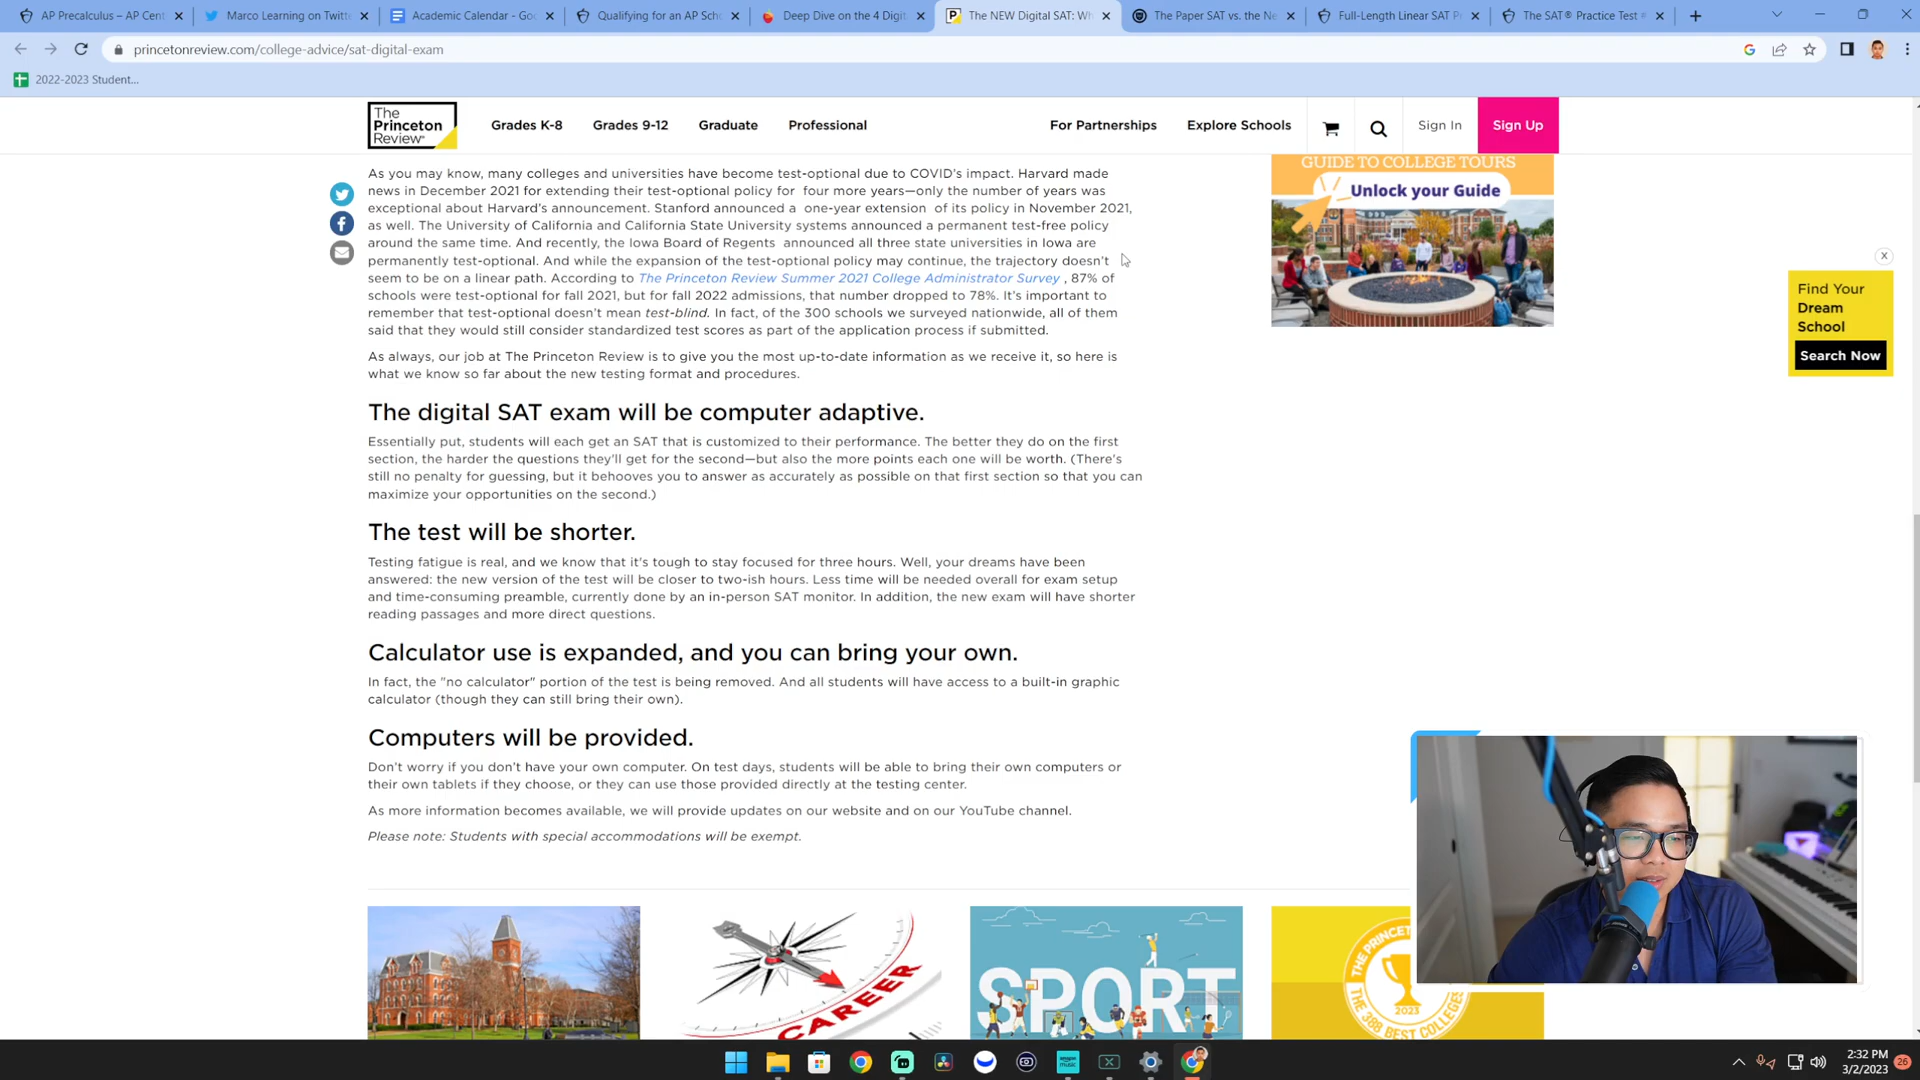 AP Precalculus – AP Cent
Marco Learning on Twitt
Academic Calendar - Go
Qualifying for an AP Sch
Deep Dive on the 4 Digit
The NEW Digital SAT: Wh
The Paper SAT vs. the Ne
Full-Length Linear SAT P
The SAT® Practice Test #
princetonreview.com/college-advice/sat-digital-exam
2022-2023 Student...
The Princeton Review®
Grades K-8
Grades 9-12
Graduate
Professional
For Partnerships
Explore Schools
Sign In
Sign Up
As you may know, many colleges and universities have become test-optional due to COVID's impact. Harvard made
news in December 2021 for extending their test-optional policy for four more years—only the number of years was
exceptional about Harvard's announcement. Stanford announced a one-year extension of its policy in November 2021,
as well. The University of California and California State University systems announced a permanent test-free policy
around the same time. And recently, the Iowa Board of Regents announced all three state universities in Iowa are
permanently test-optional. And while the expansion of the test-optional policy may continue, the trajectory doesn't
seem to be on a linear path. According to The Princeton Review Summer 2021 College Administrator Survey , 87% of
schools were test-optional for fall 2021, but for fall 2022 admissions, that number dropped to 78%. It's important to
remember that test-optional doesn't mean test-blind. In fact, of the 300 schools we surveyed nationwide, all of them
said that they would still consider standardized test scores as part of the application process if submitted.
As always, our job at The Princeton Review is to give you the most up-to-date information as we receive it, so here is
what we know so far about the new testing format and procedures.
The digital SAT exam will be computer adaptive.
Essentially put, students will each get an SAT that is customized to their performance. The better they do on the first
section, the harder the questions they'll get for the second—but also the more points each one will be worth. (There's
still no penalty for guessing, but it behooves you to answer as accurately as possible on that first section so that you can
maximize your opportunities on the second.)
The test will be shorter.
Testing fatigue is real, and we know that it's tough to stay focused for three hours. Well, your dreams have been
answered: the new version of the test will be closer to two-ish hours. Less time will be needed overall for exam setup
and time-consuming preamble, currently done by an in-person SAT monitor. In addition, the new exam will have shorter
reading passages and more direct questions.
Calculator use is expanded, and you can bring your own.
In fact, the "no calculator" portion of the test is being removed. And all students will have access to a built-in graphic
calculator (though they can still bring their own).
Computers will be provided.
Don't worry if you don't have your own computer. On test days, students will be able to bring their own computers or
their own tablets if they choose, or they can use those provided directly at the testing center.
As more information becomes available, we will provide updates on our website and on our YouTube channel.
Please note: Students with special accommodations will be exempt.
GUIDE TO COLLEGE TOURS
Unlock your Guide
X
Find Your
Dream
School
Search Now
CAREER
SPORT
THE PRINCET
2023
THE 388 BEST COLLEGES
2:32 PM
3/2/2023
26